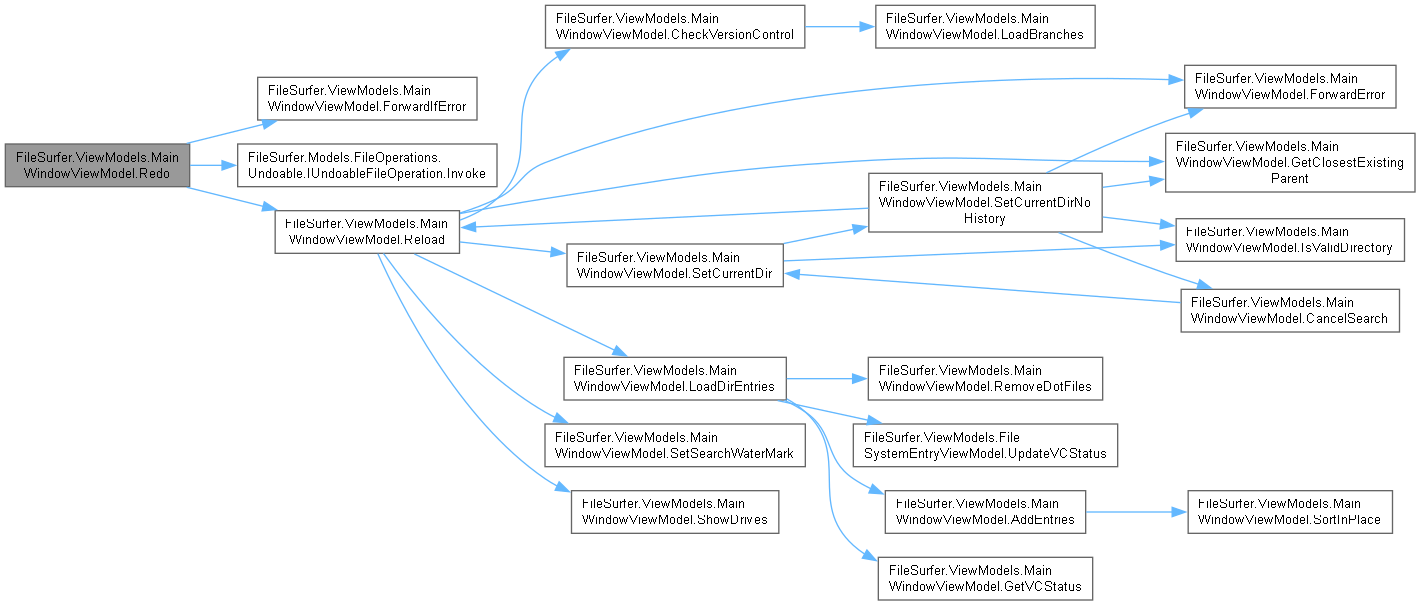 FileSurfer.ViewModels.Main
WindowViewModel.CheckVersionControl
FileSurfer.ViewModels.Main
WindowViewModel.LoadBranches
FileSurfer.ViewModels.Main
WindowViewModel.ForwardIfError
FileSurfer.ViewModels.Main
WindowViewModel.ForwardError
FileSurfer.ViewModels.Main
WindowViewModel.Redo
FileSurfer.Models.FileOperations.
Undoable.IUndoableFileOperation.Invoke
FileSurfer.ViewModels.Main
WindowViewModel.GetClosestExisting
Parent
FileSurfer.ViewModels.Main
WindowViewModel.SetCurrentDirNo
History
FileSurfer.ViewModels.Main
WindowViewModel.Reload
FileSurfer.ViewModels.Main
WindowViewModel.IsValidDirectory
FileSurfer.ViewModels.Main
WindowViewModel.SetCurrentDir
FileSurfer.ViewModels.Main
WindowViewModel.CancelSearch
FileSurfer.ViewModels.Main
WindowViewModel.LoadDirEntries
FileSurfer.ViewModels.Main
WindowViewModel.RemoveDotFiles
FileSurfer.ViewModels.Main
WindowViewModel.SetSearchWaterMark
FileSurfer.ViewModels.File
SystemEntryViewModel.UpdateVCStatus
FileSurfer.ViewModels.Main
WindowViewModel.ShowDrives
FileSurfer.ViewModels.Main
WindowViewModel.AddEntries
FileSurfer.ViewModels.Main
WindowViewModel.SortInPlace
FileSurfer.ViewModels.Main
WindowViewModel.GetVCStatus